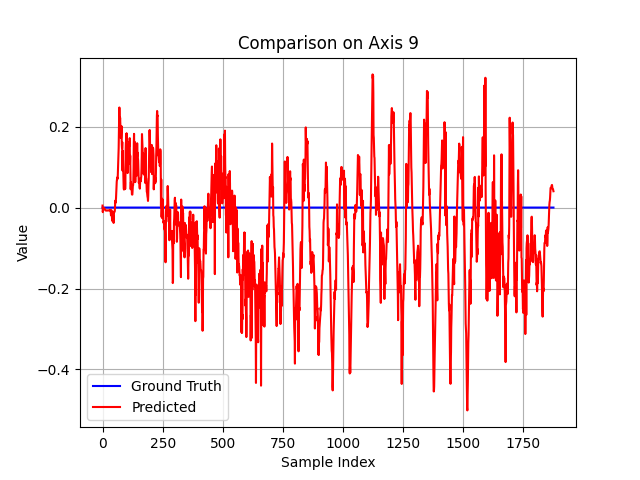 Comparison on Axis 9
Value
0.2
0.0
−0.2
−0.4
Ground Truth
Predicted
0 250 500 750 1000 1250 1500 1750
Sample Index